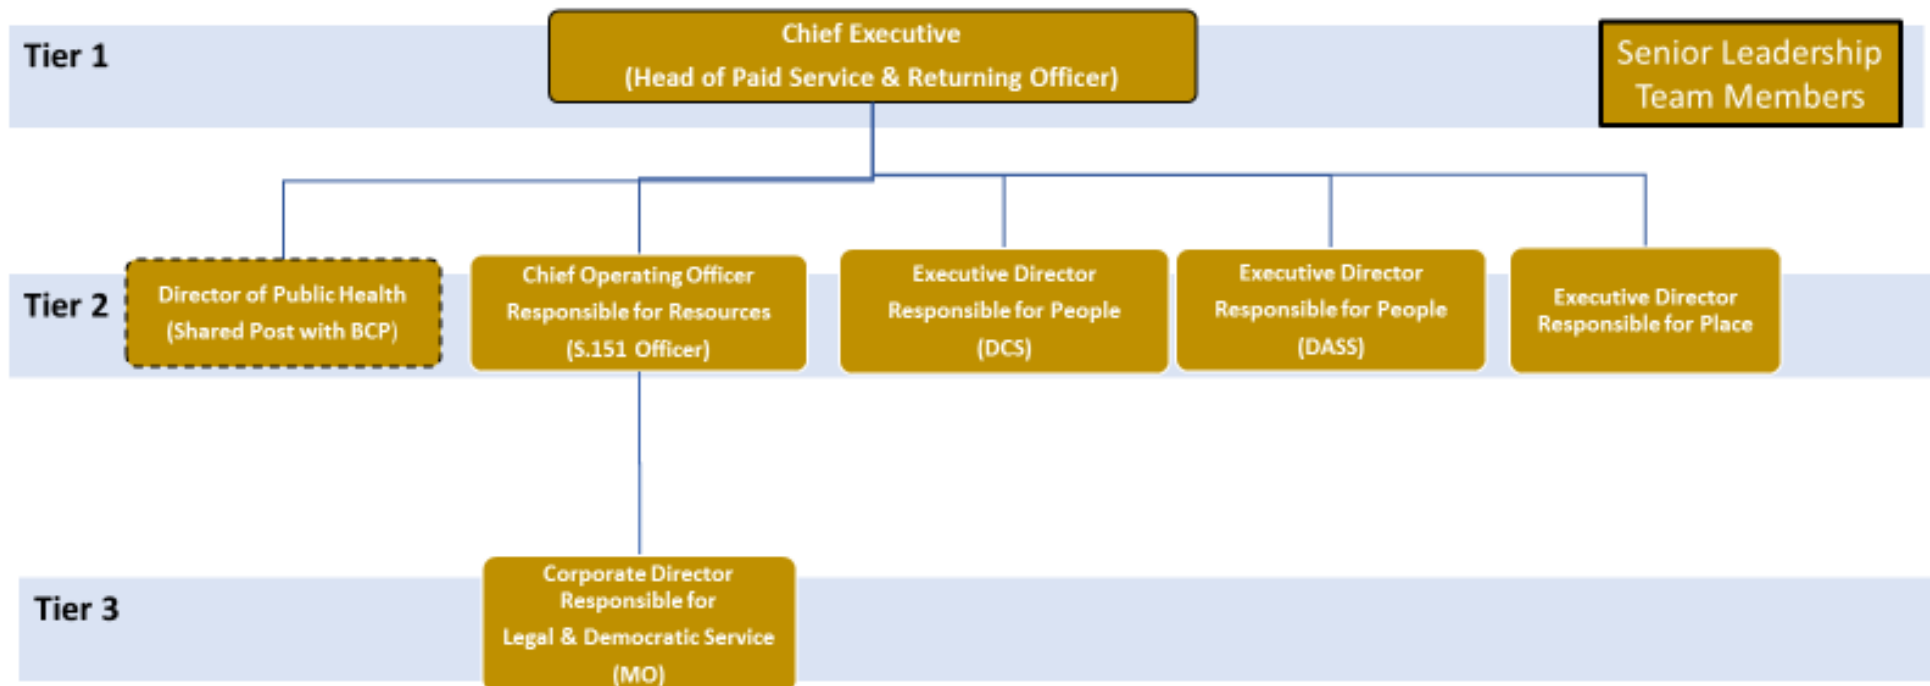 Tier 1
Chief Executive
(Head of Paid Service & Returning Officer)
Senior Leadership
Team Members
Tier 2
Director of Public Health
(Shared Post with BCP)
Chief Operating Officer
Responsible for Resources
(S.151 Officer)
Executive Director
Responsible for People
(DCS)
Executive Director
Responsible for People
(DASS)
Executive Director
Responsible for Place
Tier 3
Corporate Director
Responsible for
Legal & Democratic Service
(MO)